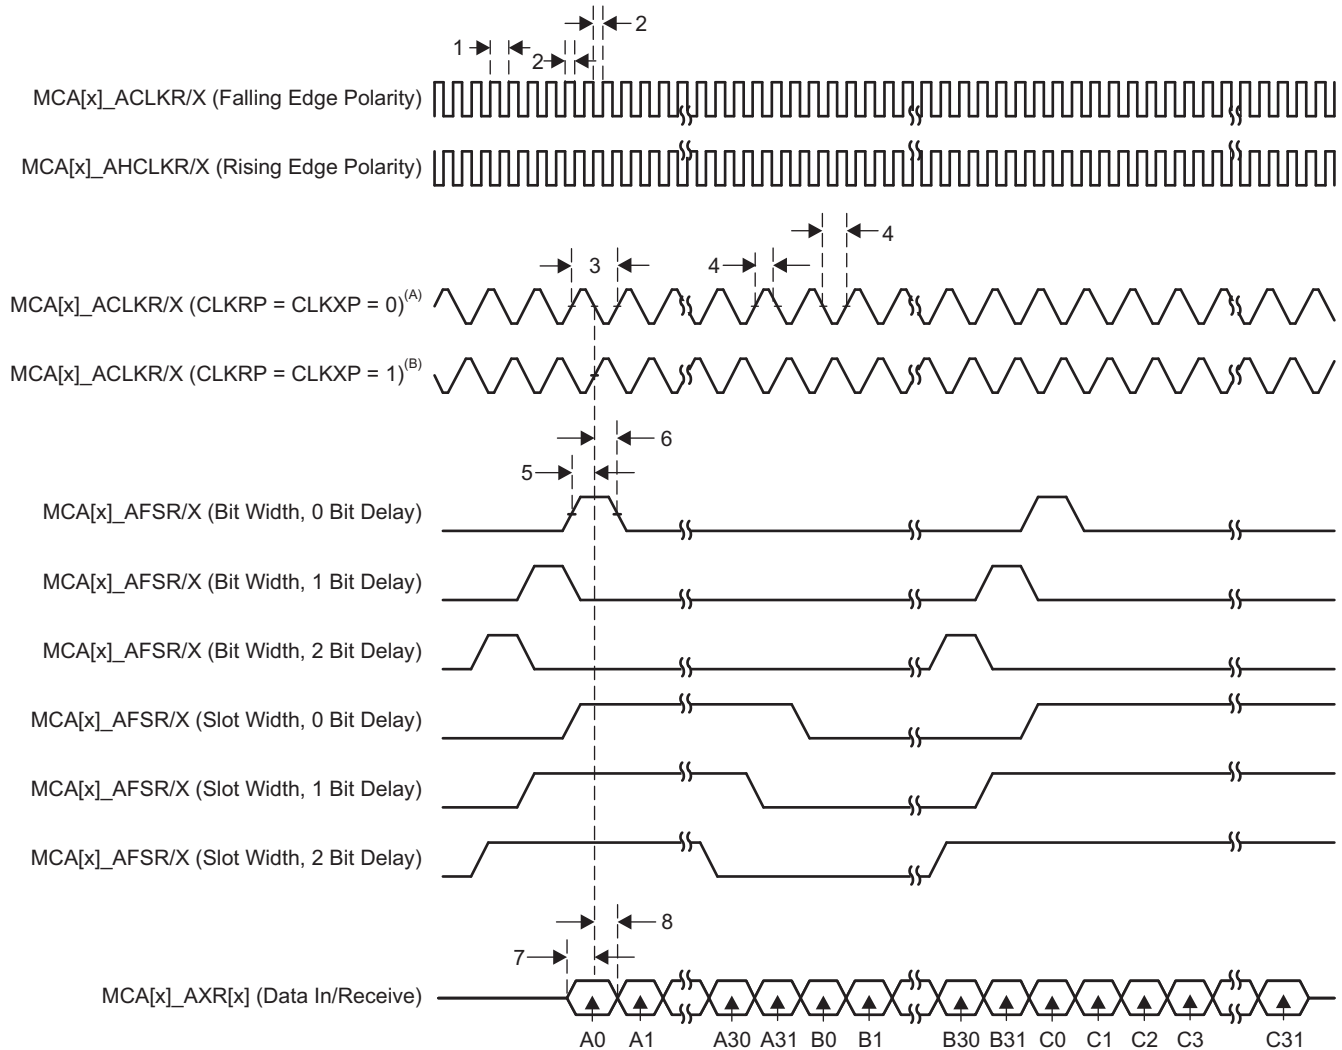 2
1
2
MCA[x]_ACLKR/X (Falling Edge Polarity)
MCA[x]_AHCLKR/X (Rising Edge Polarity)
4
3
4
MCA[x]_ACLKR/X (CLKRP = CLKXP = 0)(A)
MCA[x]_ACLKR/X (CLKRP = CLKXP = 1)(B)
6
5
MCA[x]_AFSR/X (Bit Width, 0 Bit Delay)
MCA[x]_AFSR/X (Bit Width, 1 Bit Delay)
MCA[x]_AFSR/X (Bit Width, 2 Bit Delay)
MCA[x]_AFSR/X (Slot Width, 0 Bit Delay)
MCA[x]_AFSR/X (Slot Width, 1 Bit Delay)
MCA[x]_AFSR/X (Slot Width, 2 Bit Delay)
8
7
MCA[x]_AXR[x] (Data In/Receive)
A0 A1 A30 A31 B0 B1 B30 B31 C0 C1 C2 C3 C31